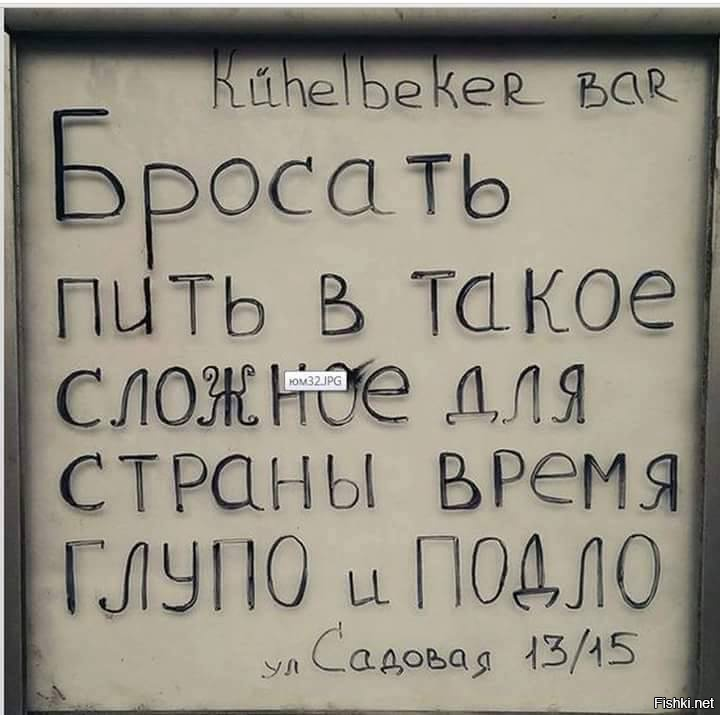 Kühelbeker BAR
Бросать
пить в такое
сложное для
страны время
глупо и подло
ул Садовая 13/15
юм32.JPG
Fishki.net